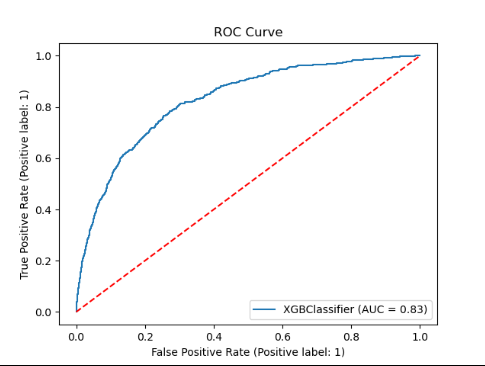 ROC Curve
1.0
0.8
0.6
0.4
0.2
0.0
True Positive Rate (Positive label: 1)
XGBClassifier (AUC = 0.83)
0.0 0.2 0.4 0.6 0.8 1.0
False Positive Rate (Positive label: 1)